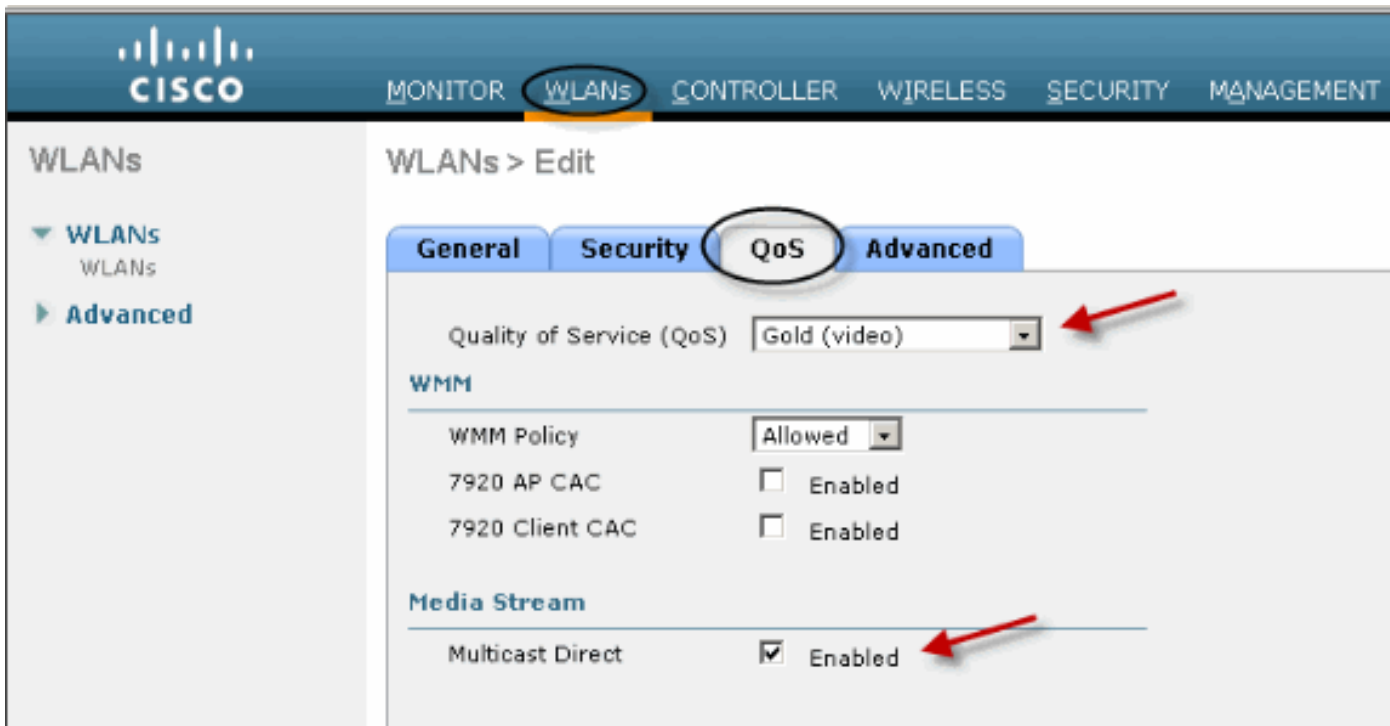 CISCO
MONITOR WLANs CONTROLLER WIRELESS SECURITY MANAGEMENT
WLANs
WLANs > Edit
WLANs
WLANs
Advanced
General Security QoS Advanced
Quality of Service (QoS) Gold (video)
WMM
WMM Policy Allowed
7920 AP CAC Enabled
7920 Client CAC Enabled
Media Stream
Multicast Direct Enabled